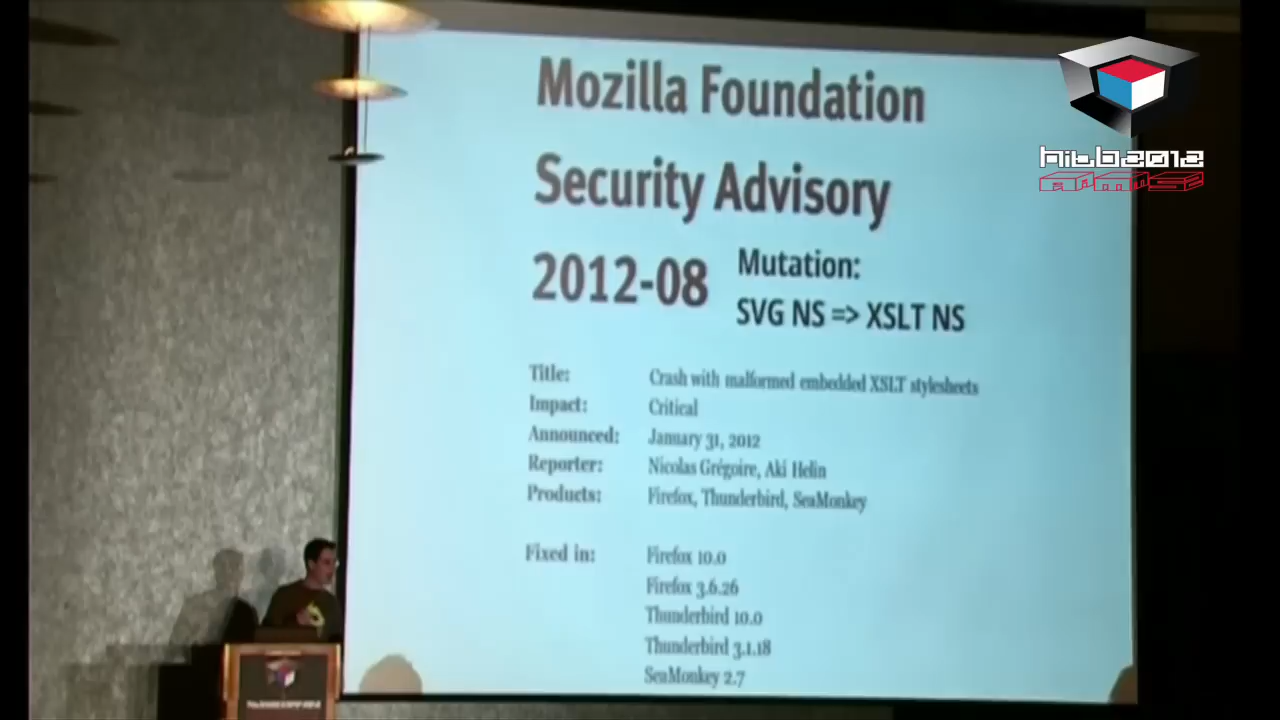 Mozilla Foundation
Security Advisory
2012-08
Mutation:
SVG NS => XSLT NS
Title: Crash with malformed embedded XSLT stylesheets
Impact: Critical
Announced: January 31, 2012
Reporter: Nicolas Grégoire, Aki Helin
Products: Firefox, Thunderbird, SeaMonkey
Fixed in: Firefox 10.0
Firefox 3.6.26
Thunderbird 10.0
Thunderbird 3.1.18
SeaMonkey 2.7
hitb2012
AMS